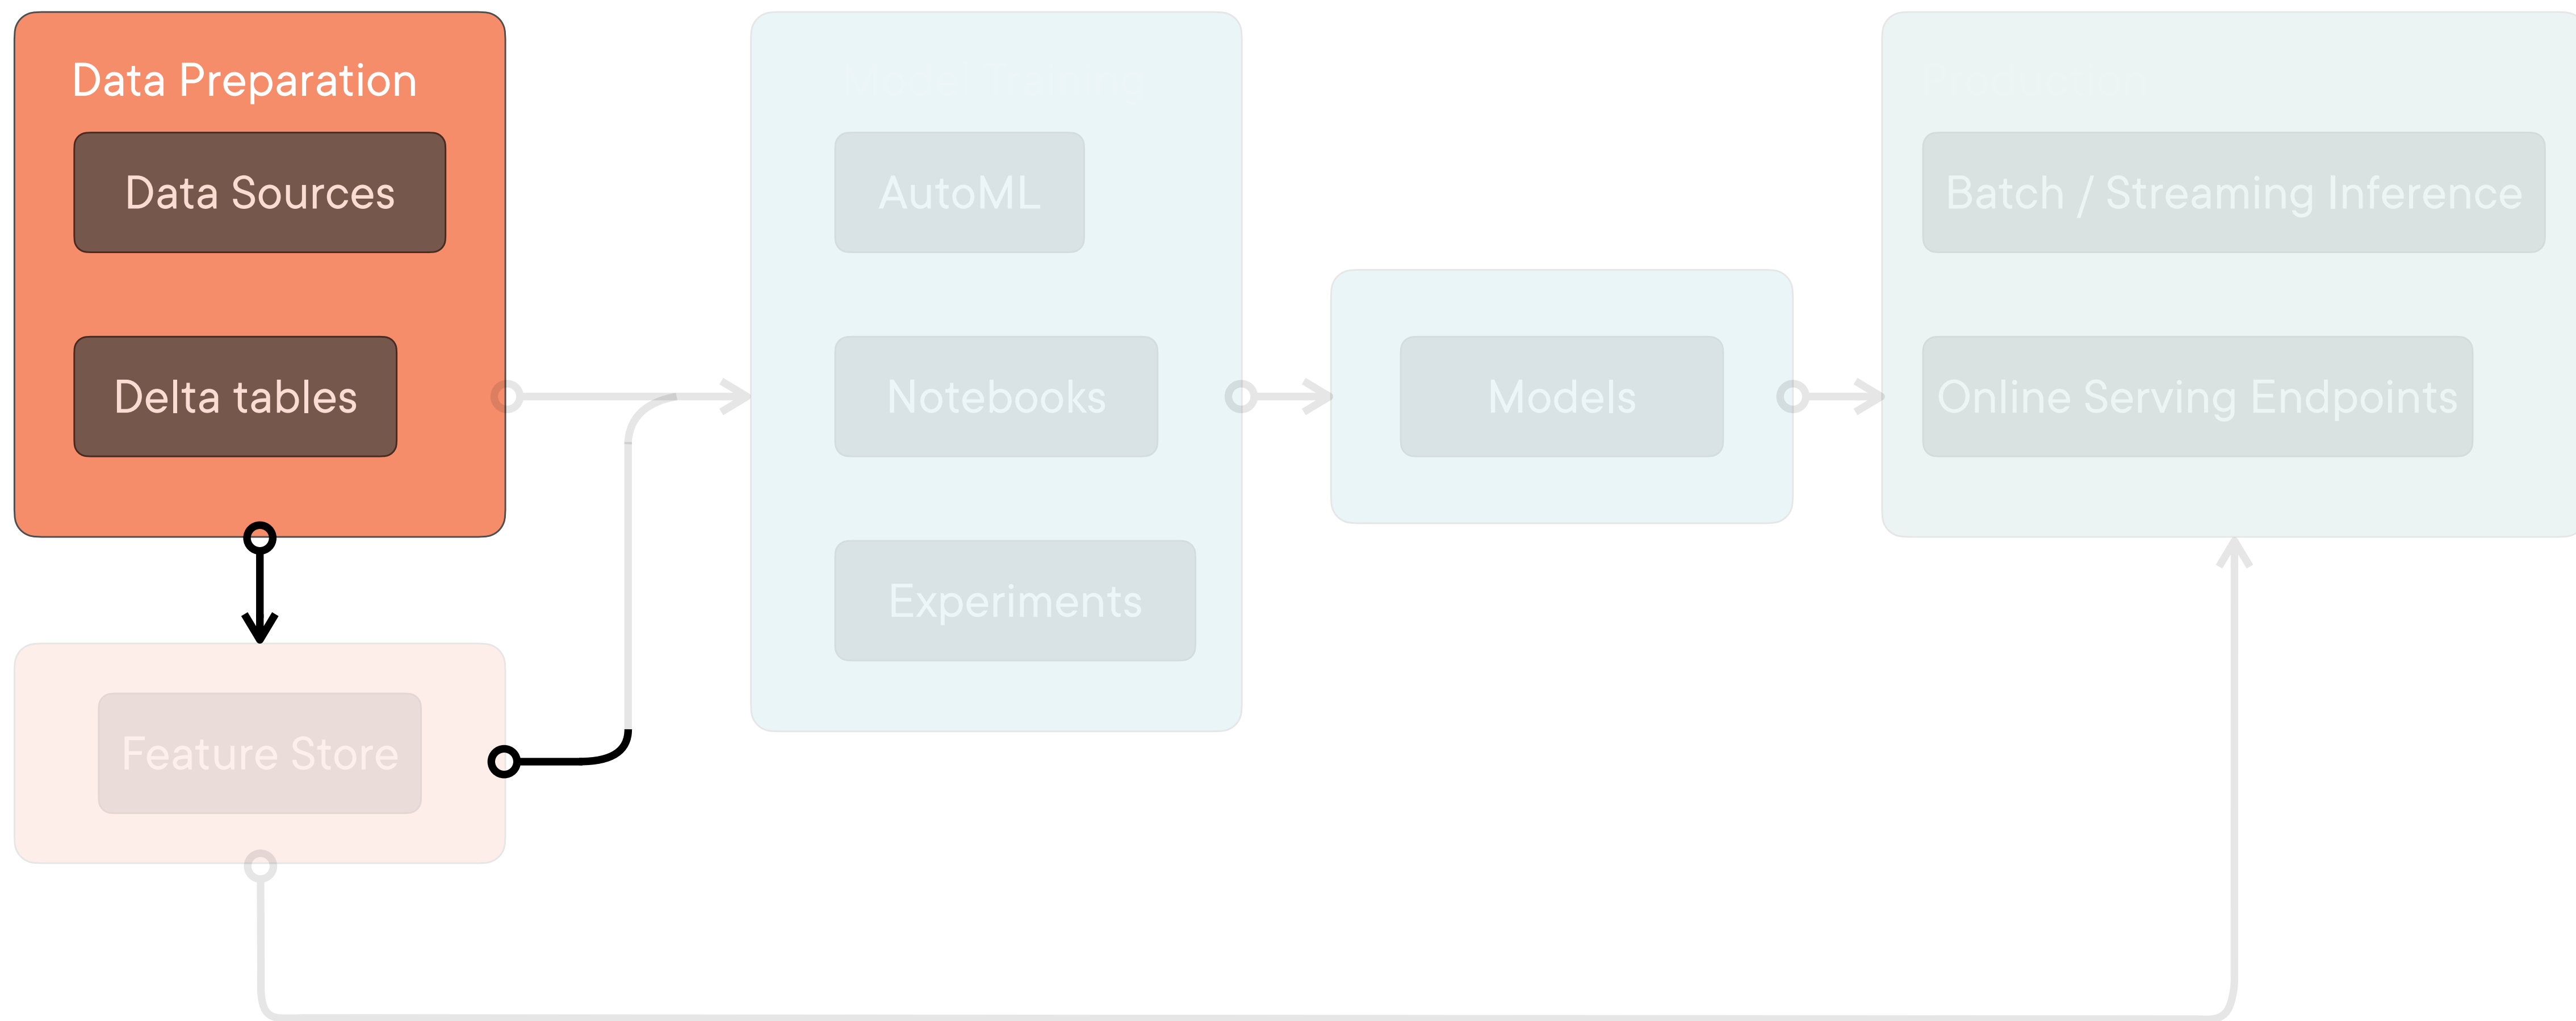 Data Preparation
Data Sources
Delta tables
Feature Store
AutoML
Notebooks
Experiments
Models
Batch / Streaming Inference
Online Serving Endpoints